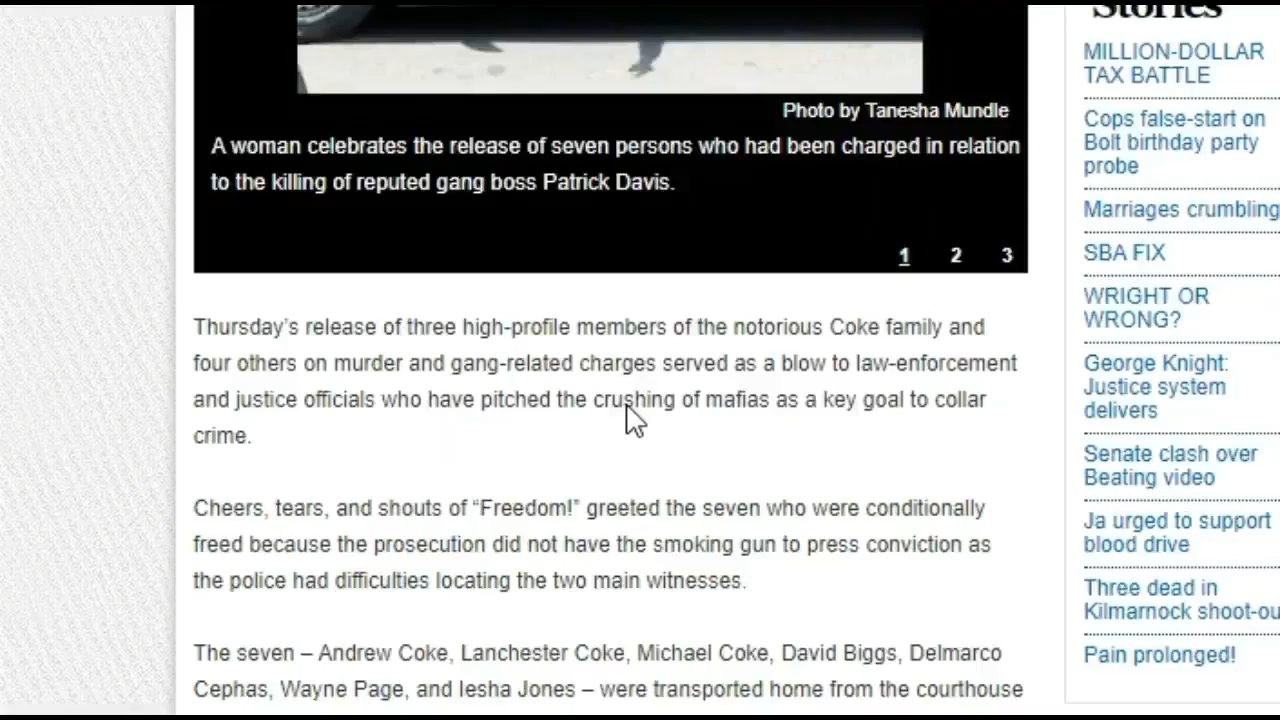 Photo by Tanesha Mundle
A woman celebrates the release of seven persons who had been charged in relation
to the killing of reputed gang boss Patrick Davis.
1 2 3
Thursday's release of three high-profile members of the notorious Coke family and
four others on murder and gang-related charges served as a blow to law-enforcement
and justice officials who have pitched the crushing of mafias as a key goal to collar
crime.
Cheers, tears, and shouts of “Freedom!” greeted the seven who were conditionally
freed because the prosecution did not have the smoking gun to press conviction as
the police had difficulties locating the two main witnesses.
The seven – Andrew Coke, Lanchester Coke, Michael Coke, David Biggs, Delmarco
Cephas, Wayne Page, and Iesha Jones – were transported home from the courthouse
Stories
MILLION-DOLLAR
TAX BATTLE
Cops false-start on
Bolt birthday party
probe
Marriages crumbling
SBA FIX
WRIGHT OR
WRONG?
George Knight:
Justice system
delivers
Senate clash over
Beating video
Ja urged to support
blood drive
Three dead in
Kilmarnock shoot-ou
Pain prolonged!